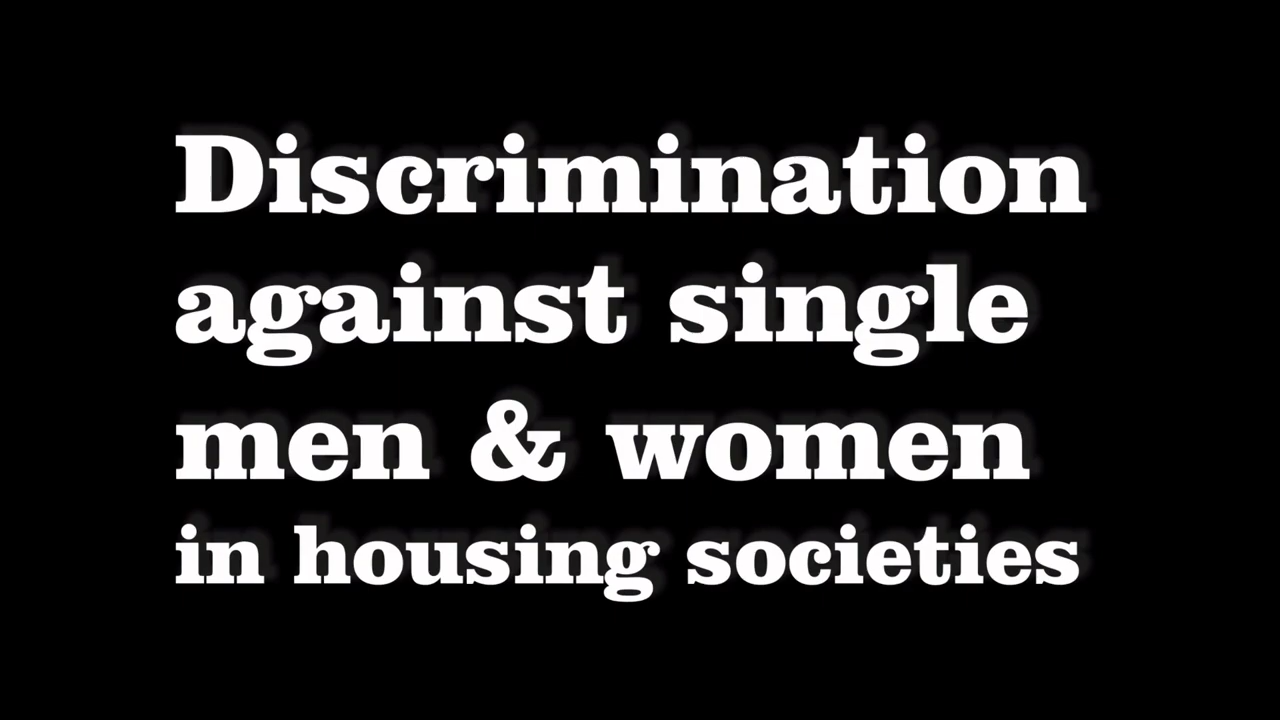 Discrimination
against single
men & women
in housing societies